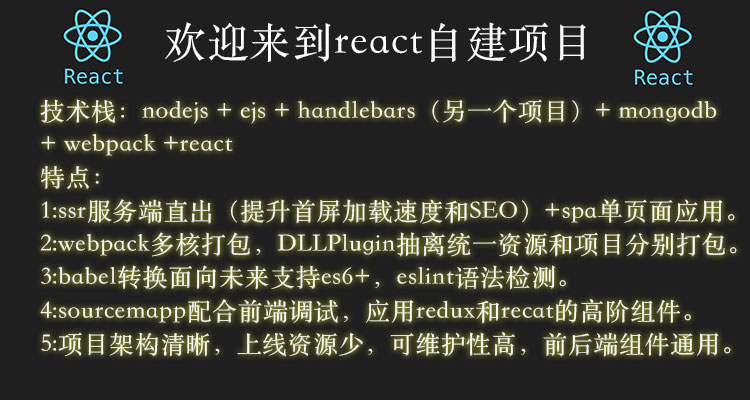 欢迎来到react自建项目
React
React
技术栈：nodejs + ejs + handlebars（另一个项目）+ mongodb
+ webpack +react
特点：
1:ssr服务端直出（提升首屏加载速度和SEO）+spa单页面应用。
2:webpack多核打包，DLLPlugin抽离统一资源和项目分别打包。
3:babel转换面向未来支持es6+，eslint语法检测。
4:sourcemapp配合前端调试，应用redux和recat的高阶组件。
5:项目架构清晰，上线资源少，可维护性高，前后端组件通用。